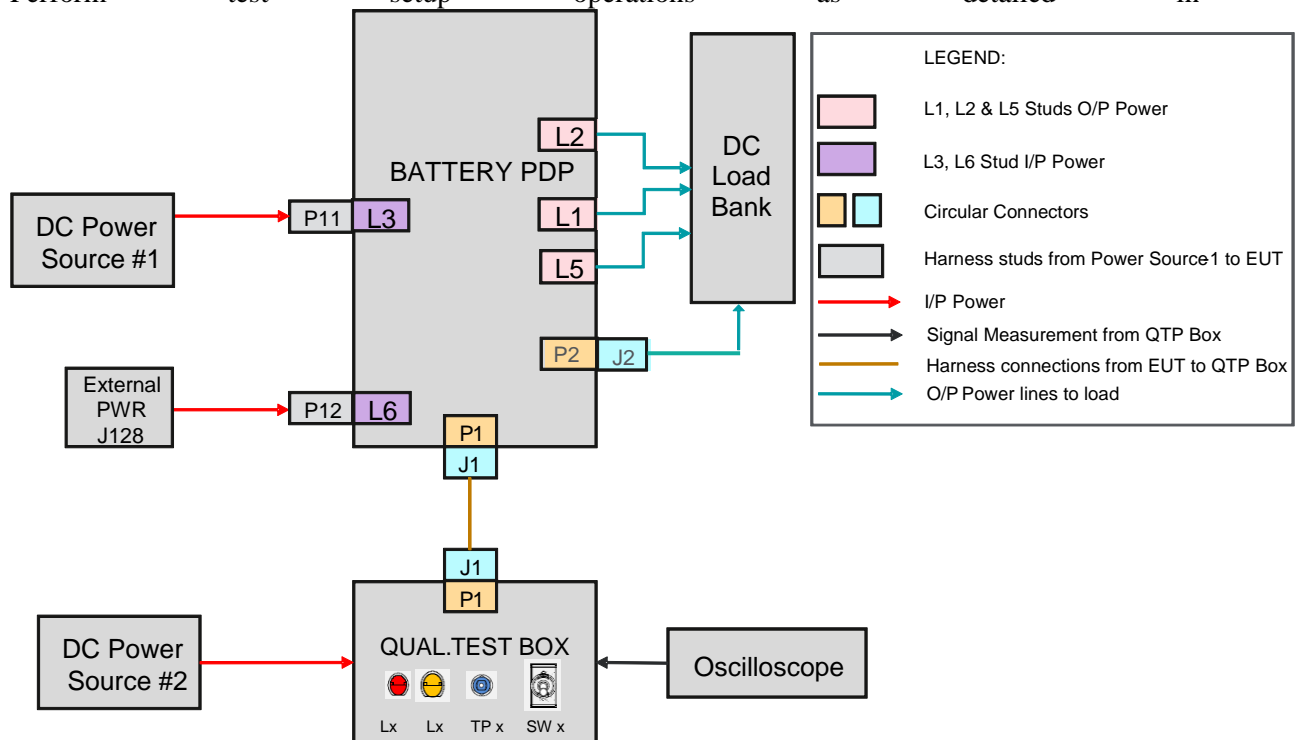 Perform test setup operations as detailed in
LEGEND:
L1, L2 & L5 Studs O/P Power
L3, L6 Stud I/P Power
Circular Connectors
Harness studs from Power Source1 to EUT
I/P Power
Signal Measurement from QTP Box
Harness connections from EUT to QTP Box
O/P Power lines to load
BATTERY PDP
L2
L1
L5
P2 J2
DC
Load
Bank
DC Power
Source #1
P11 L3
External
PWR
J128
P12 L6
P1
J1
J1
P1
DC Power
Source #2
QUAL.TEST BOX
Lx Lx TP x SW x
Oscilloscope